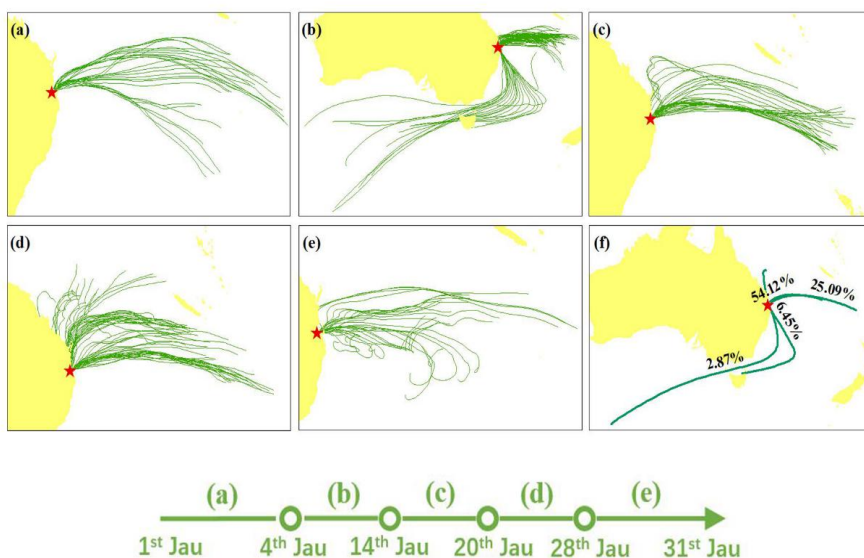 (a)
(b)
(c)
(d)
(e)
(f)
54.12%
25.09%
6.45%
2.87%
(a) (b) (c) (d) (e)
1st Jau 4th Jau 14th Jau 20th Jau 28th Jau 31st Jau